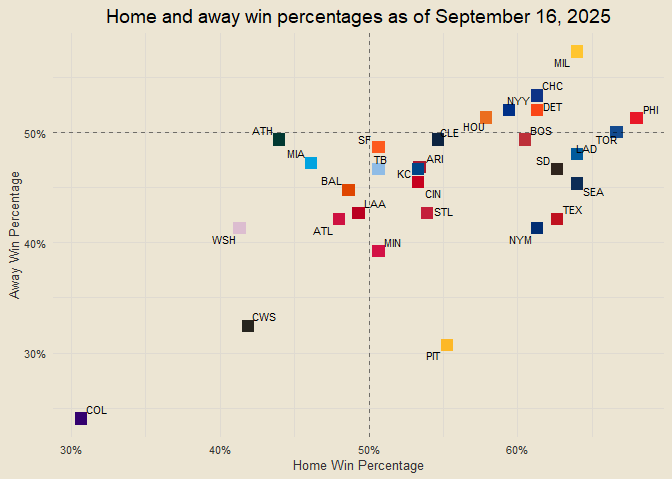 Home and away win percentages as of September 16, 2025
MIL
CHC
NYY
DET
PHI
HOU
50%
ATH
SF
CLE
BOS
TOR
MIA
TB
ARI
LAD
KC
SD
BAL
CIN
SEA
LAA
STL
TEX
ATL
WSH
MIN
NYM
40%
CWS
30%
PIT
COL
30%
40%
50%
60%
Home Win Percentage
Away Win Percentage